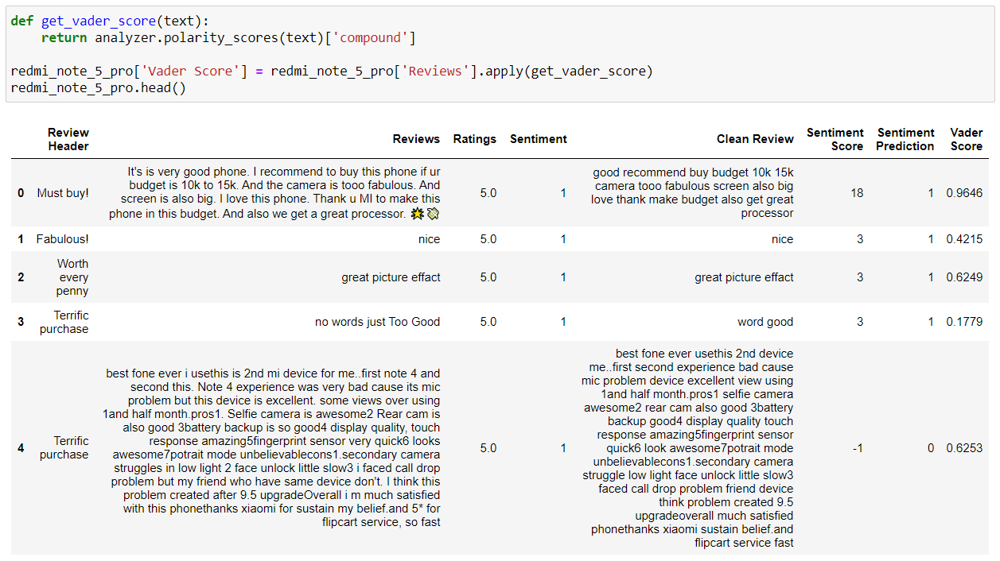 def get_vader_score(text):
    return analyzer.polarity_scores(text)['compound']
redmi_note_5_pro['Vader Score'] = redmi_note_5_pro['Reviews'].apply(get_vader_score)
redmi_note_5_pro.head()
Review Header Reviews Ratings Sentiment Clean Review Sentiment Score Sentiment Prediction Vader Score
0 Must buy!
It's is very good phone. I recommend to buy this phone if ur
budget is 10k to 15k. And the camera is tooo fabulous. And
screen is also big. I love this phone. Thank u MI to make this
phone in this budget. And also we get a great processor. 🌟💫
5.0 1
good recommend buy budget 10k 15k
camera tooo fabulous screen also big
love thank make budget also get great
processor
18 1 0.9646
1 Fabulous! nice 5.0 1 nice 3 1 0.4215
2 Worth
every
penny
great picture effact 5.0 1 great picture effact 3 1 0.6249
3 Terrific
purchase
no words just Too Good 5.0 1 word good 3 1 0.1779
4 Terrific
purchase
best fone ever i usethis is 2nd mi device for me..first note 4 and
second this. Note 4 experience was very bad cause its mic
problem but this device is excellent. some views over using
1and half month.pros1. Selfie camera is awesome2 Rear cam is
also good 3battery backup is so good4 display quality, touch
response amazing5fingerprint sensor very quick6 looks
awesome7potrait mode unbelievablecons1.secondary camera
struggles in low light 2 face unlock little slow3 i faced call drop
problem but my friend who have same device don't. I think this
problem created after 9.5 upgradeOverall i m much satisfied
with this phonethanks xiaomi for sustain my belief.and 5* for
flipcart service, so fast
5.0 1
best fone ever usethis 2nd device
me..first second experience bad cause
mic problem device excellent view using
1and half month.pros1 selfie camera
awesome2 rear cam also good 3battery
backup good4 display quality touch
response amazing5fingerprint sensor
quick6 look awesome7potrait mode
unbelievablecons1.secondary camera
struggle low light face unlock little slow3
faced call drop problem friend device
think problem created 9.5
upgradeoverall much satisfied
phonethanks xiaomi sustain belief.and
flipcart service fast
-1 0 0.6253